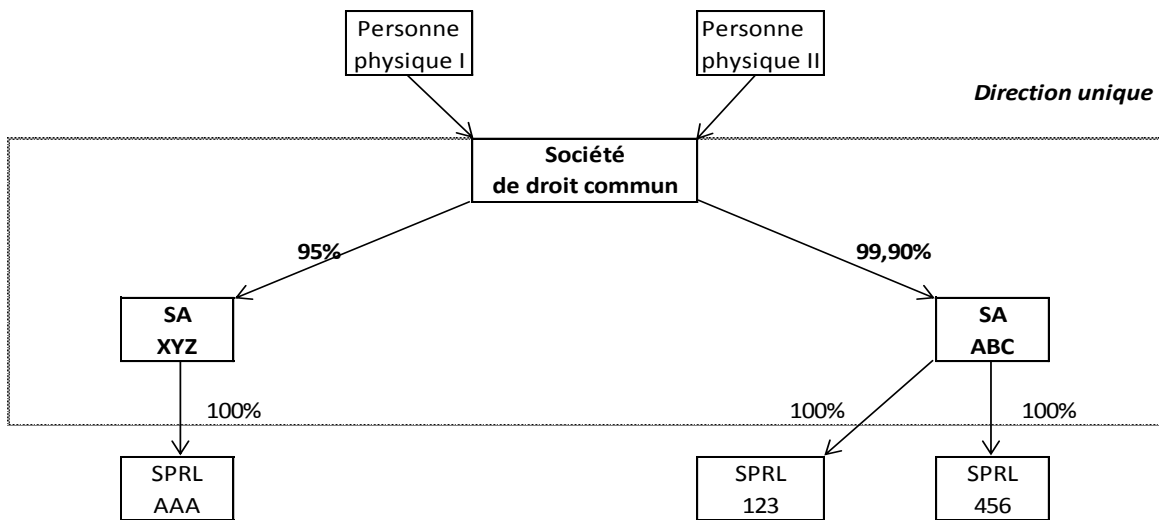 Personne
physique I
Personne
physique II
Direction unique
Société
de droit commun
95%
99,90%
SA
XYZ
SA
ABC
100%
100%
100%
SPRL
AAA
SPRL
123
SPRL
456